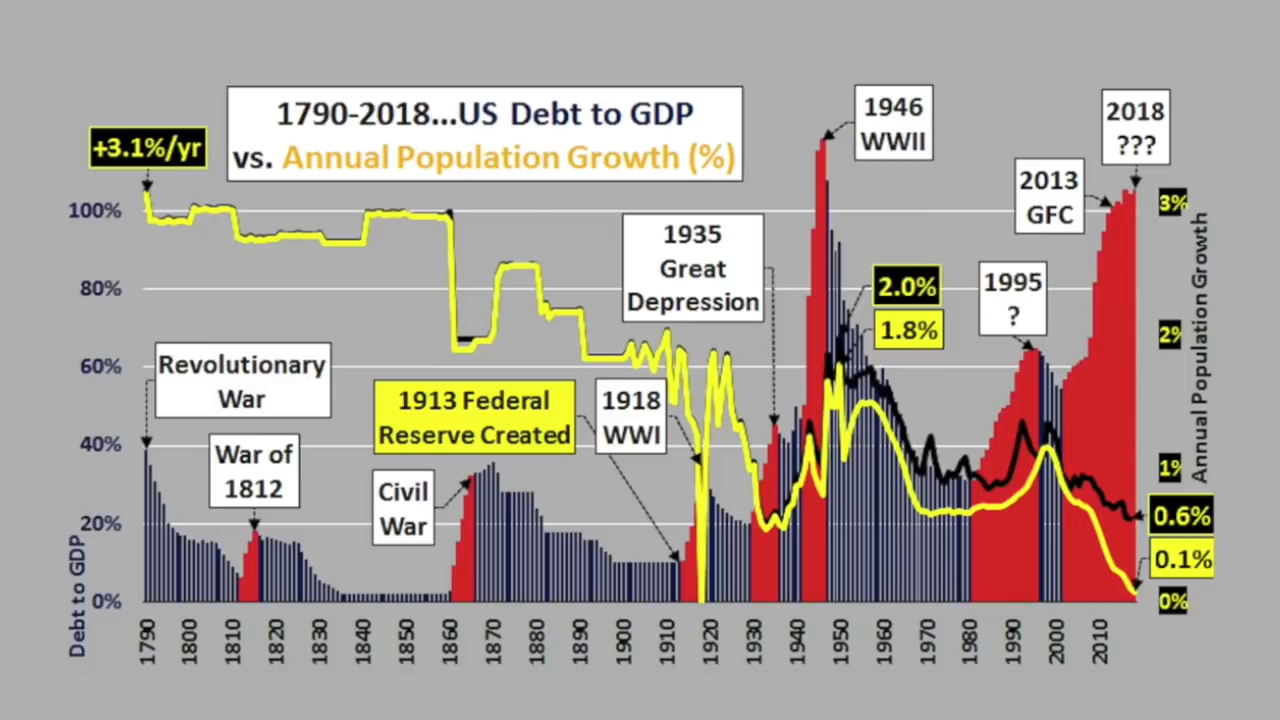 1790-2018...US Debt to GDP
vs. Annual Population Growth (%)
+3.1%/yr
1946
WWII
2018
???
2013
GFC
1935
Great
Depression
1995
?
2.0%
1.8%
Revolutionary
War
War of
1812
Civil
War
1913 Federal
Reserve Created
1918
WWI
0.6%
0.1%
100%
80%
60%
40%
20%
0%
Debt to GDP
3%
2%
1%
0%
Annual Population Growth
1790
1800
1810
1820
1830
1840
1850
1860
1870
1880
1890
1900
1910
1920
1930
1940
1950
1960
1970
1980
1990
2000
2010